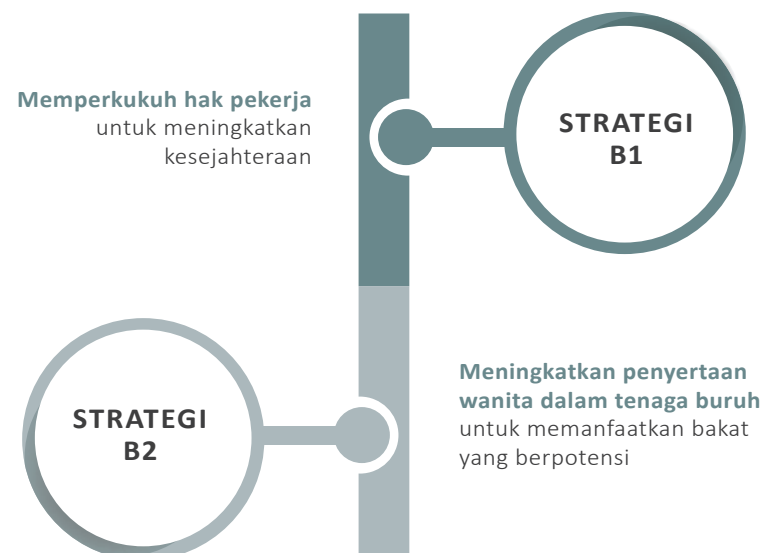 Memperkukuh hak pekerja
untuk meningkatkan
kesejahteraan
STRATEGI
B1
STRATEGI
B2
Meningkatkan penyertaan
wanita dalam tenaga buruh
untuk memanfaatkan bakat
yang berpotensi